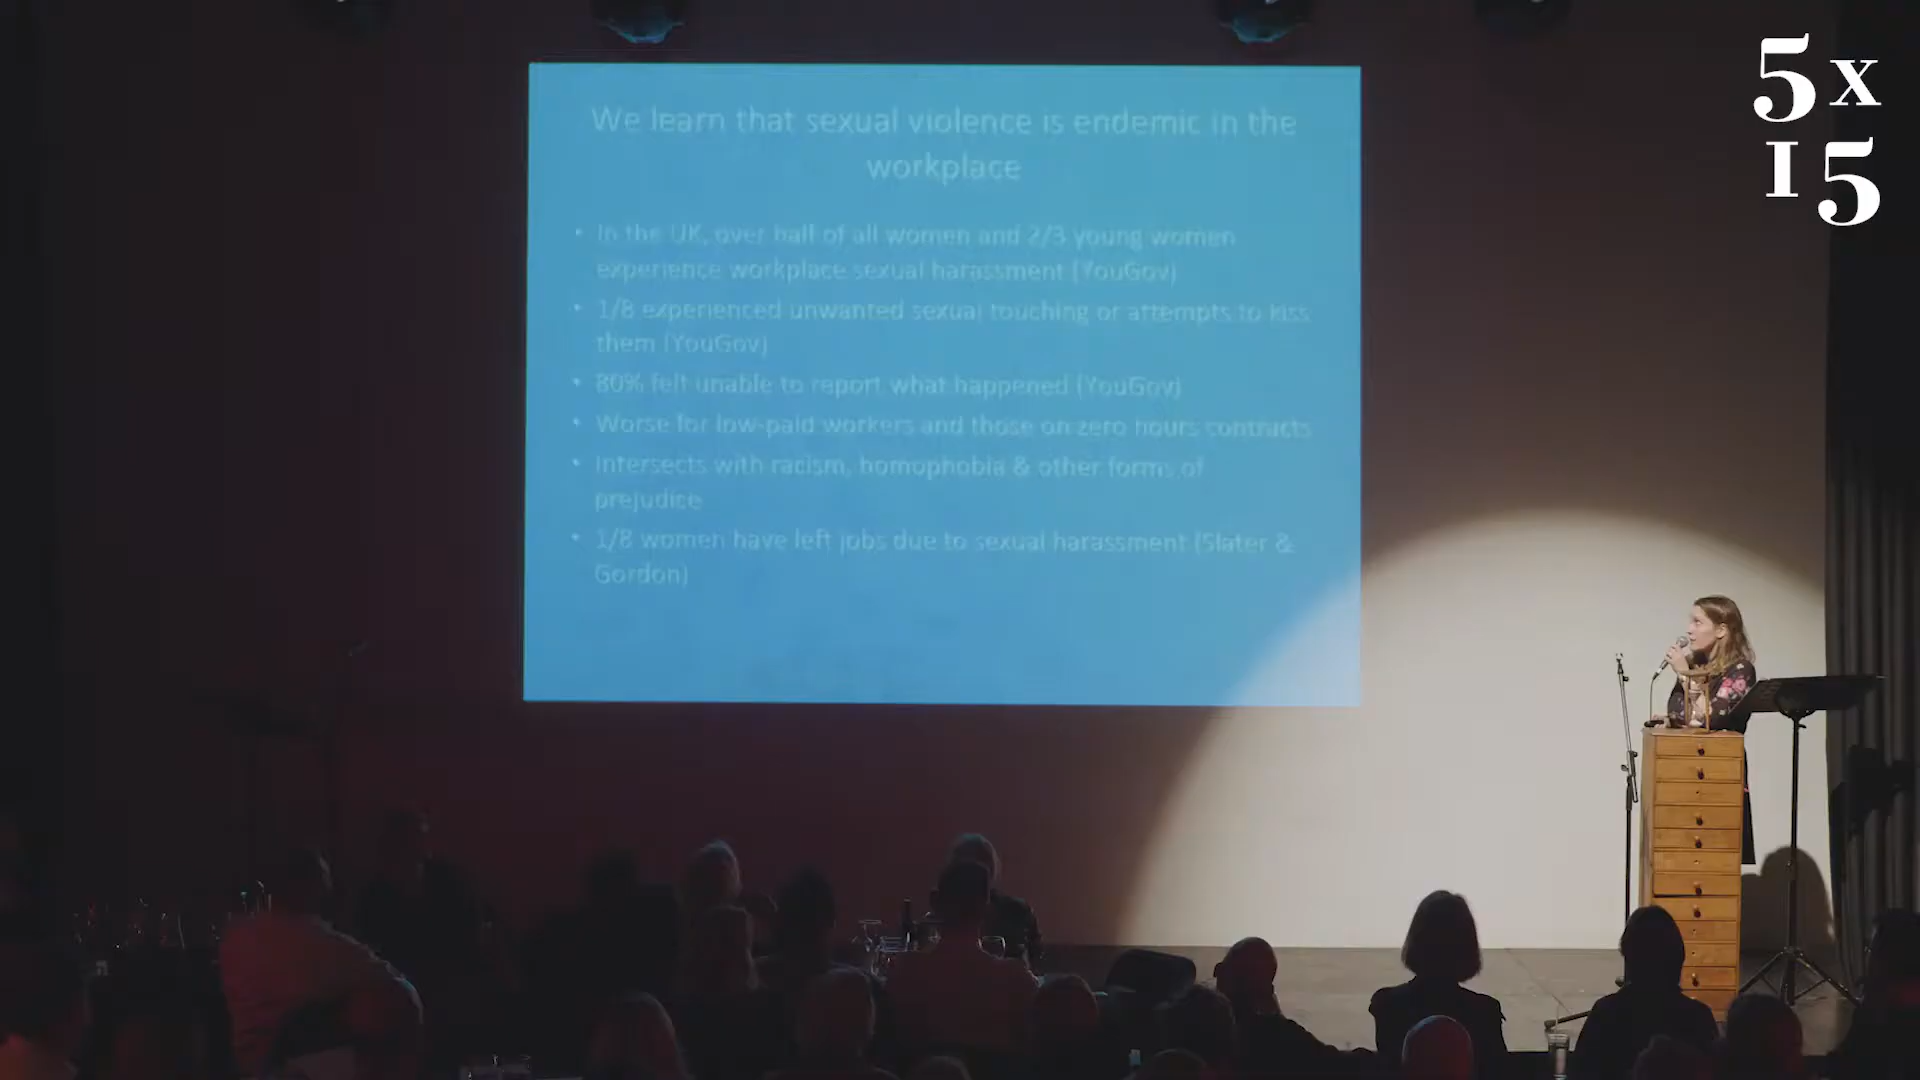 We learn that sexual violence is endemic in the
workplace
• In the UK, over half of all women and 2/3 young women
experience workplace sexual harassment (YouGov)
• 1/8 experienced unwanted sexual touching or attempts to kiss
them (YouGov)
• 80% felt unable to report what happened (YouGov)
• Worse for low-paid workers and those on zero hours contracts
• Intersects with racism, homophobia & other forms of
prejudice
• 1/8 women have left jobs due to sexual harassment (Slater &
Gordon)
5 x
15